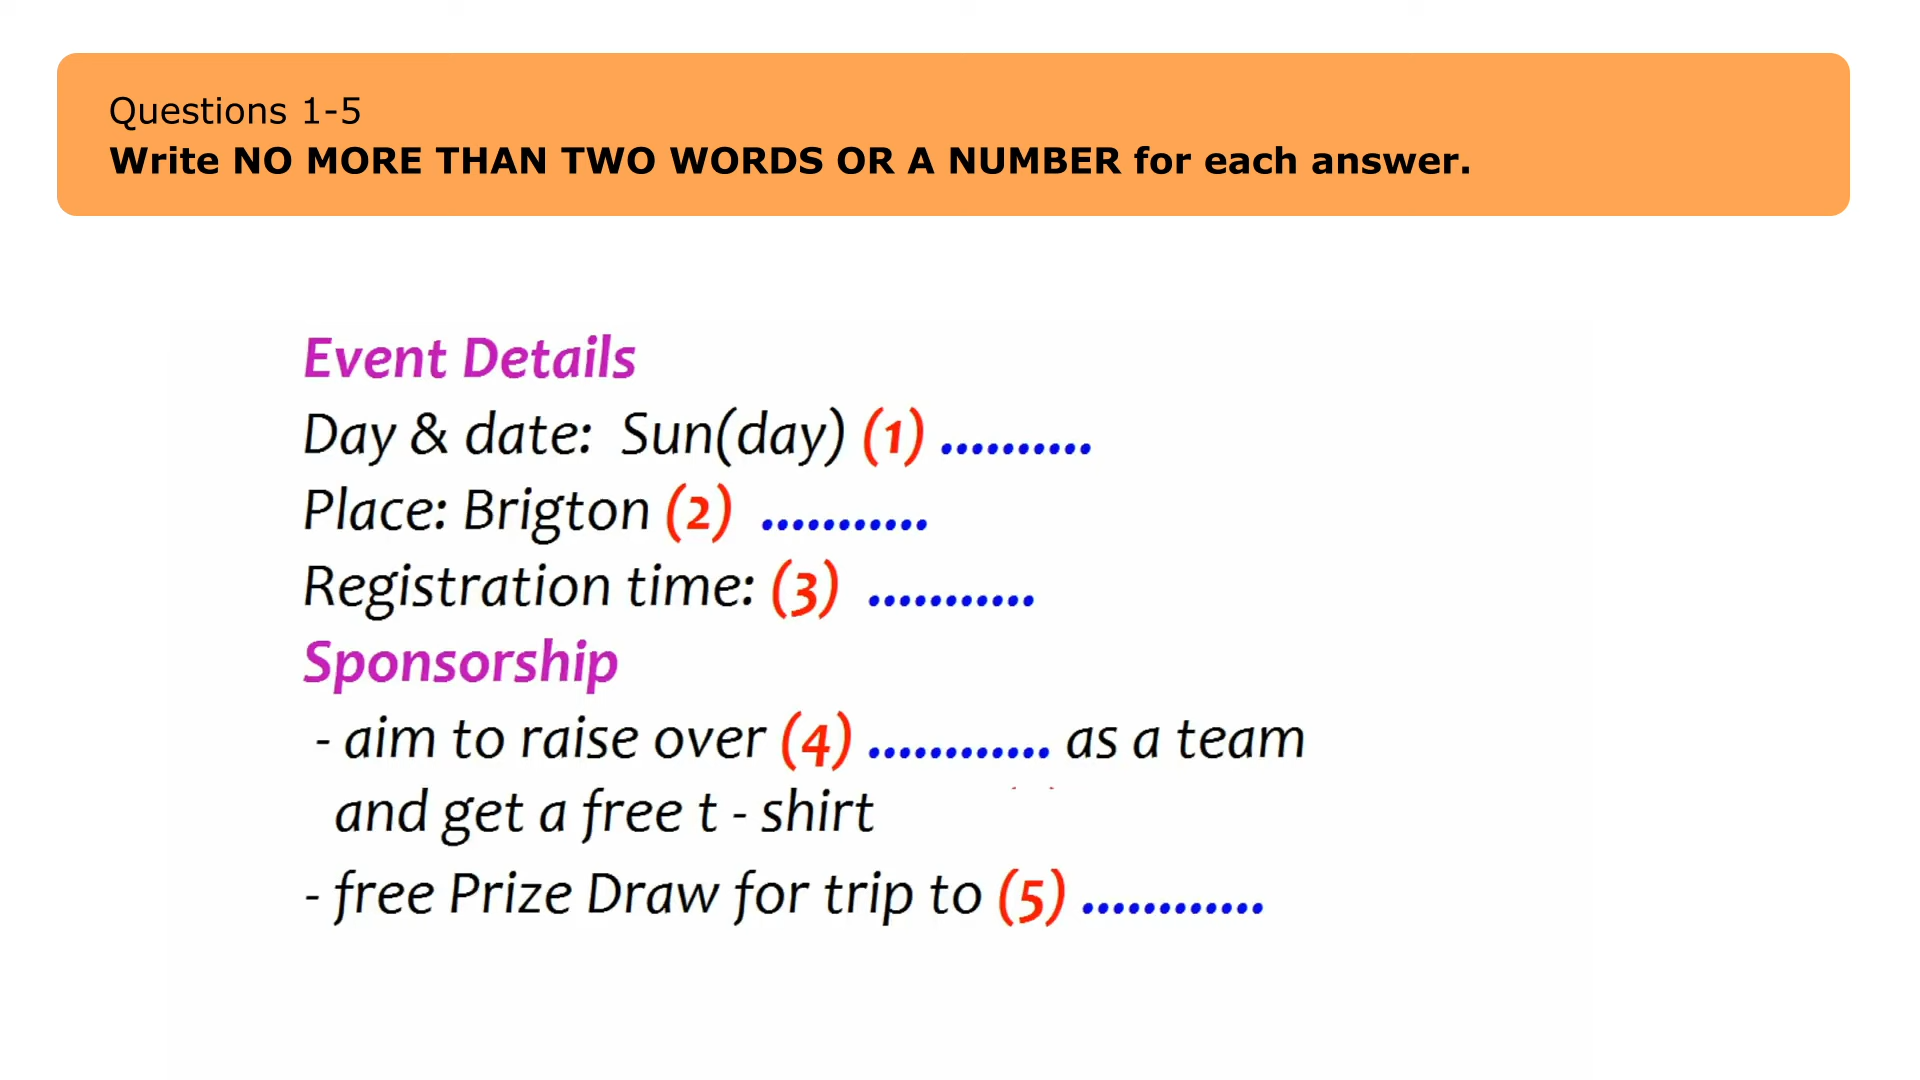 Questions 1-5
Write NO MORE THAN TWO WORDS OR A NUMBER for each answer.
Event Details
Day & date: Sun(day) (1) ..........
Place: Brigton (2) ...........
Registration time: (3) ...........
Sponsorship
- aim to raise over (4) ............ as a team
and get a free t - shirt
- free Prize Draw for trip to (5) ............